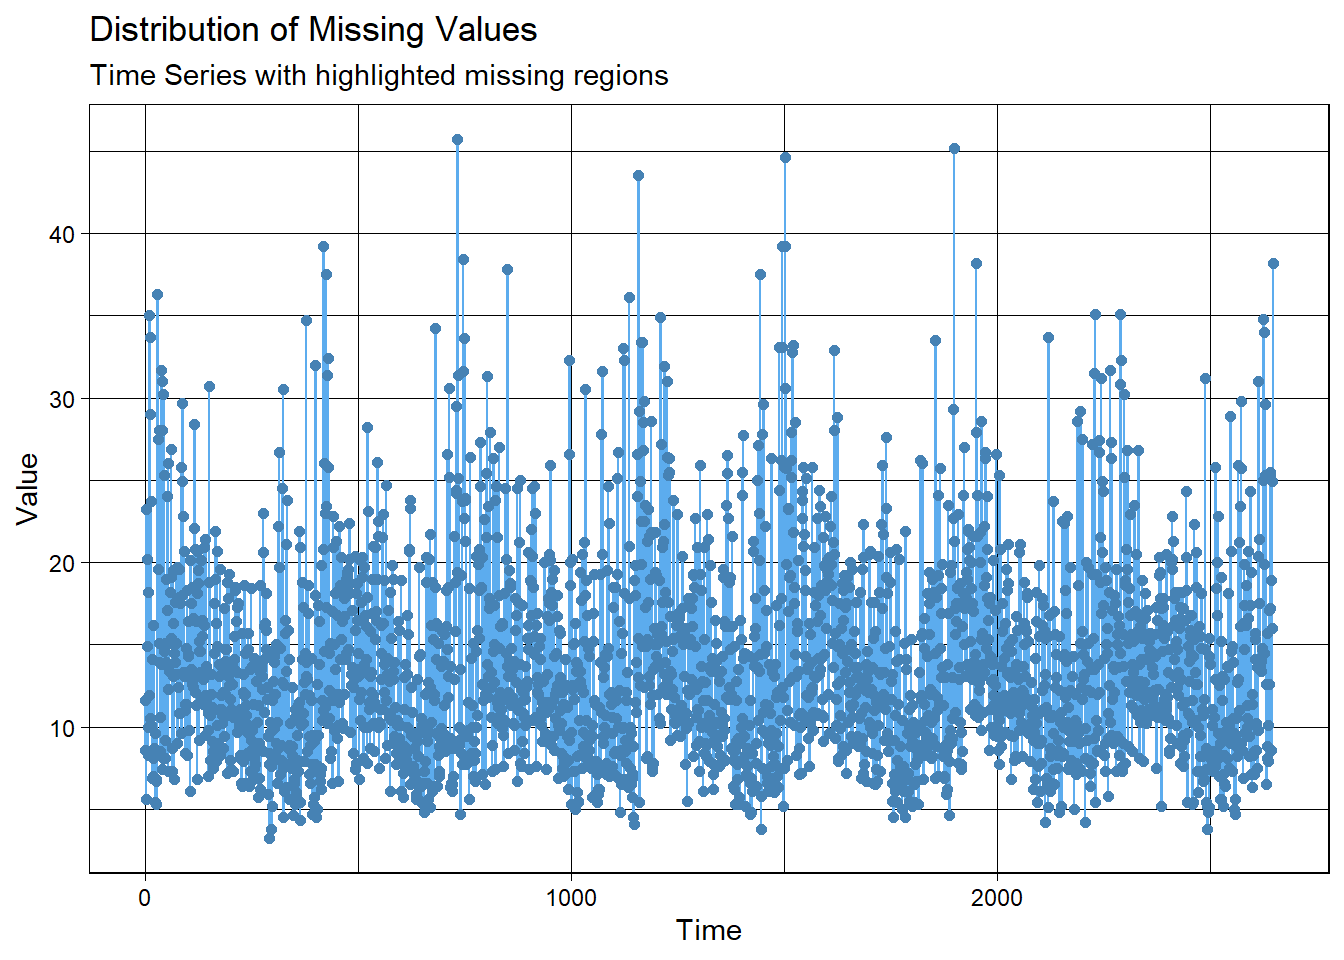 Distribution of Missing Values
Time Series with highlighted missing regions
Value
40
30
20
10
0
1000
2000
Time